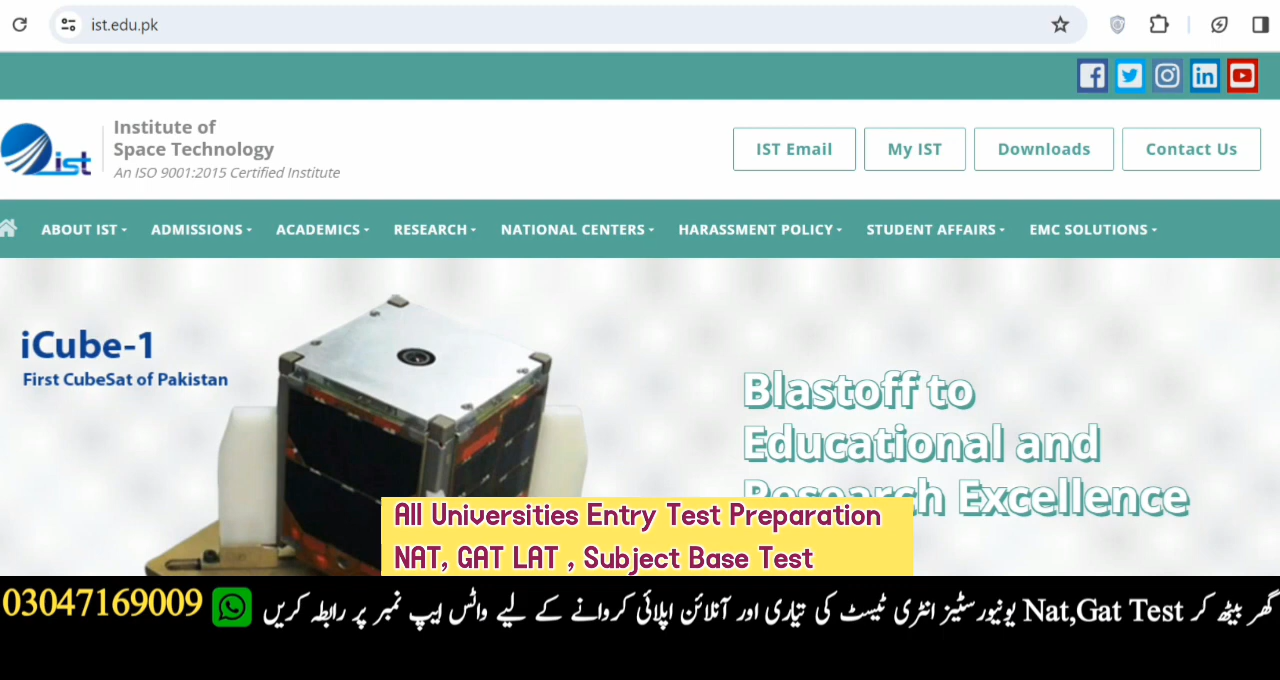 ist.edu.pk
ist
Institute of
Space Technology
An ISO 9001:2015 Certified Institute
IST Email
My IST
Downloads
Contact Us
ABOUT IST
ADMISSIONS
ACADEMICS
RESEARCH
NATIONAL CENTERS
HARASSMENT POLICY
STUDENT AFFAIRS
EMC SOLUTIONS
iCube-1
First CubeSat of Pakistan
Blastoff to
Educational and
Research Excellence
All Universities Entry Test Preparation
NAT, GAT LAT , Subject Base Test
گھر بیٹھ کر Nat,Gat Test یونیورسٹیز انٹری ٹیسٹ کی تیاری اور آنلائن اپلائی کروانے کے لیے واٹس ایپ نمبر پر رابطہ کریں 03047169009